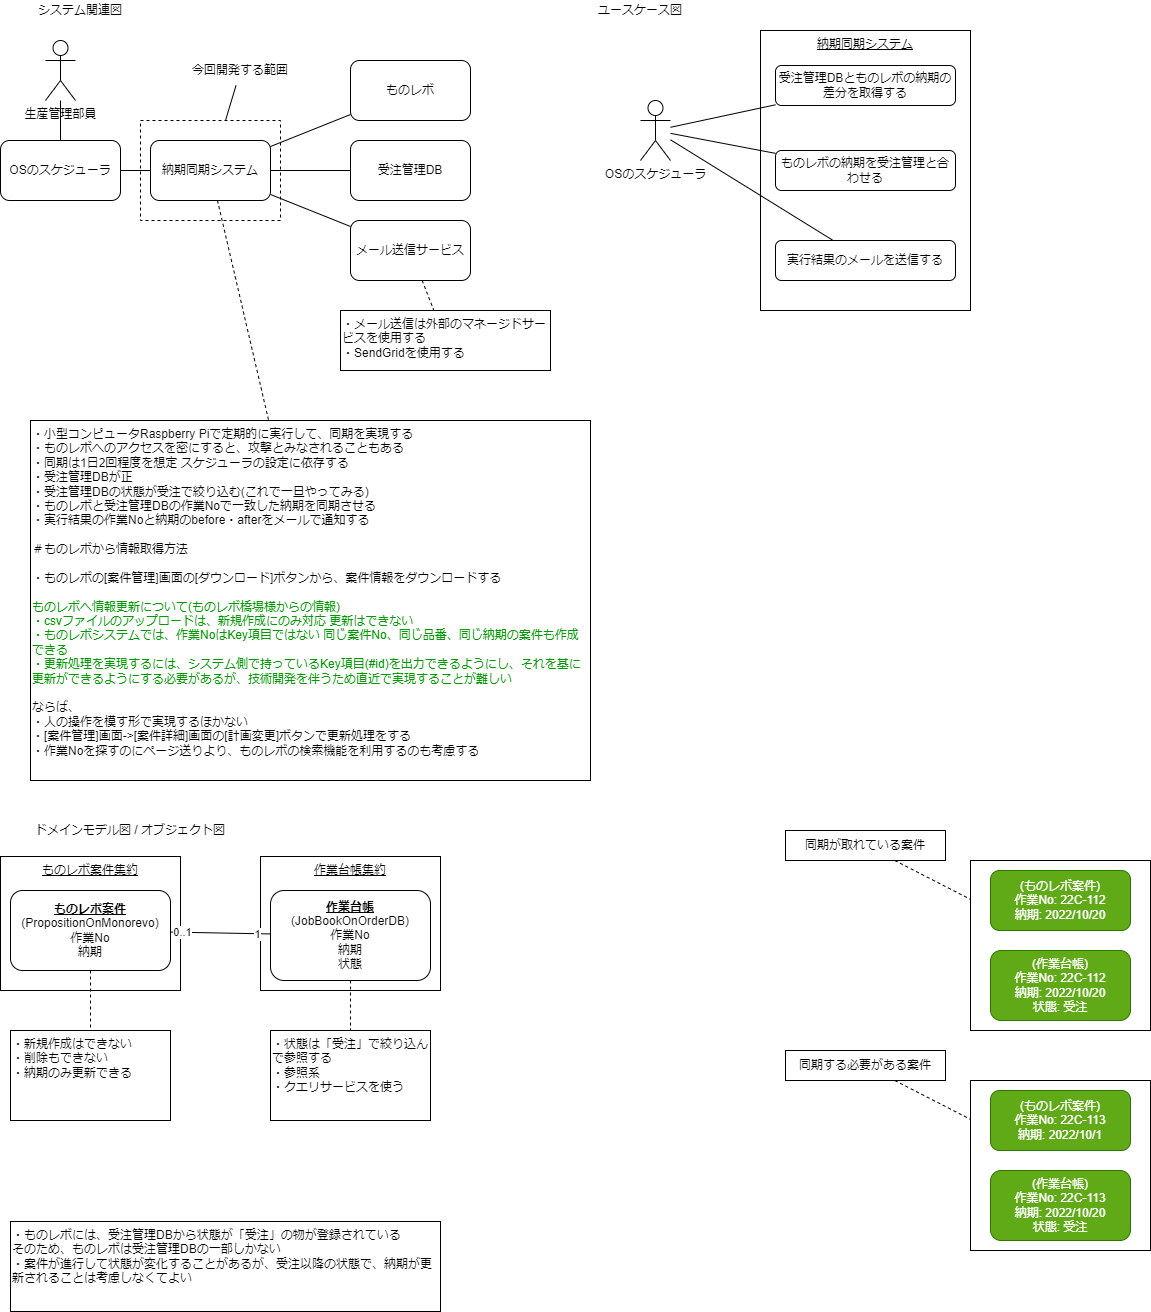 システム関連図
ユースケース図
生産管理部員
今回開発する範囲
OSのスケジューラ
納期同期システム
ものレボ
受注管理DB
メール送信サービス
・メール送信は外部のマネージドサー
ビスを使用する
・SendGridを使用する
納期同期システム
受注管理DBとものレボの納期の
差分を取得する
ものレボの納期を受注管理と合
わせる
実行結果のメールを送信する
OSのスケジューラ
・小型コンピュータRaspberry Piで定期的に実行して、同期を実現する
・ものレボへのアクセスを密にすると、攻撃とみなされることもある
・同期は1日2回程度を想定 スケジューラの設定に依存する
・受注管理DBが正
・受注管理DBの状態が受注で絞り込む(これで一旦やってみる)
・ものレボと受注管理DBの作業Noで一致した納期を同期させる
・実行結果の作業Noと納期のbefore・afterをメールで通知する
＃ものレボから情報取得方法
・ものレボの[案件管理]画面の[ダウンロード]ボタンから、案件情報をダウンロードする
ものレボへ情報更新について(ものレボ橋場様からの情報)
・csvファイルのアップロードは、新規作成にのみ対応 更新はできない
・ものレボシステムでは、作業NoはKey項目ではない 同じ案件No、同じ品番、同じ納期の案件も作成
できる
・更新処理を実現するには、システム側で持っているKey項目(#id)を出力できるようにし、それを基に
更新ができるようにする必要があるが、技術開発を伴うため直近で実現することが難しい
ならば、
・人の操作を模す形で実現するほかない
・[案件管理]画面->[案件詳細]画面の[計画変更]ボタンで更新処理をする
・作業Noを探すのにページ送りより、ものレボの検索機能を利用するのも考慮する
ドメインモデル図 / オブジェクト図
ものレボ案件集約
ものレボ案件
(PropositionOnMonorevo)
作業No
納期
0..1
1
作業台帳集約
作業台帳
(JobBookOnOrderDB)
作業No
納期
状態
・新規作成はできない
・削除もできない
・納期のみ更新できる
・状態は「受注」で絞り込ん
で参照する
・参照系
・クエリサービスを使う
・ものレボには、受注管理DBから状態が「受注」の物が登録されている
そのため、ものレボは受注管理DBの一部しかない
・案件が進行して状態が変化することがあるが、受注以降の状態で、納期が更
新されることは考慮しなくてよい
同期が取れている案件
(ものレボ案件)
作業No: 22C-112
納期: 2022/10/20
(作業台帳)
作業No: 22C-112
納期: 2022/10/20
状態: 受注
同期する必要がある案件
(ものレボ案件)
作業No: 22C-113
納期: 2022/10/1
(作業台帳)
作業No: 22C-113
納期: 2022/10/20
状態: 受注